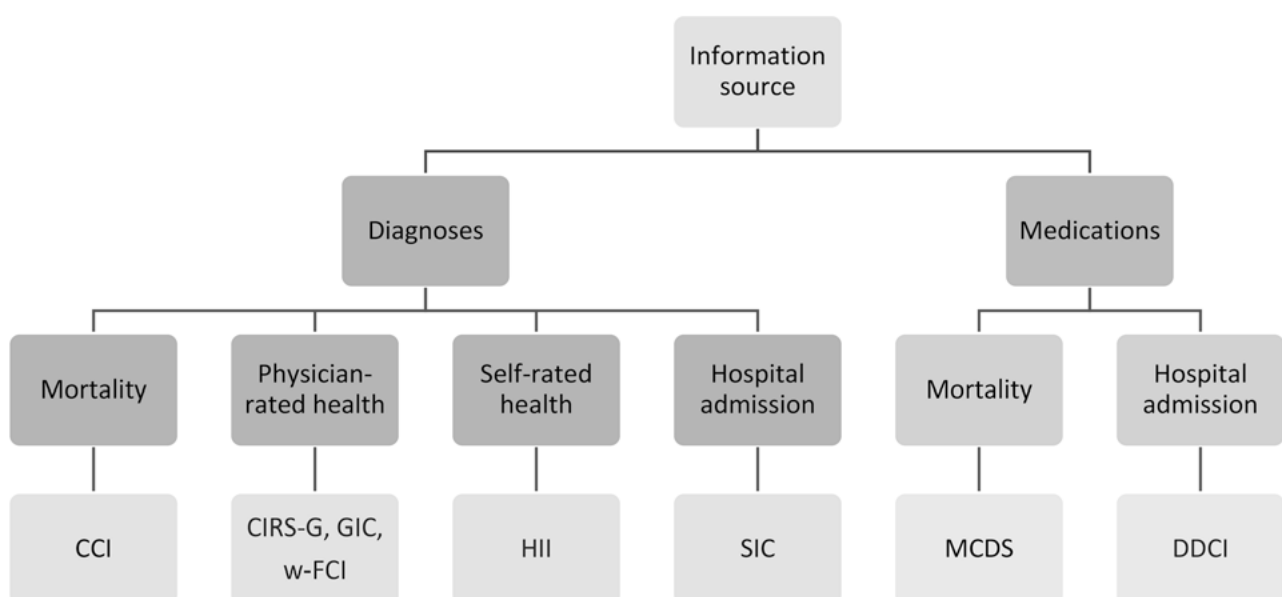 Information
source
Diagnoses
Medications
Mortality
Physician-
rated health
Self-rated
health
Hospital
admission
Mortality
Hospital
admission
CCI
CIRS-G, GIC,
w-FCI
HII
SIC
MCDS
DDCI